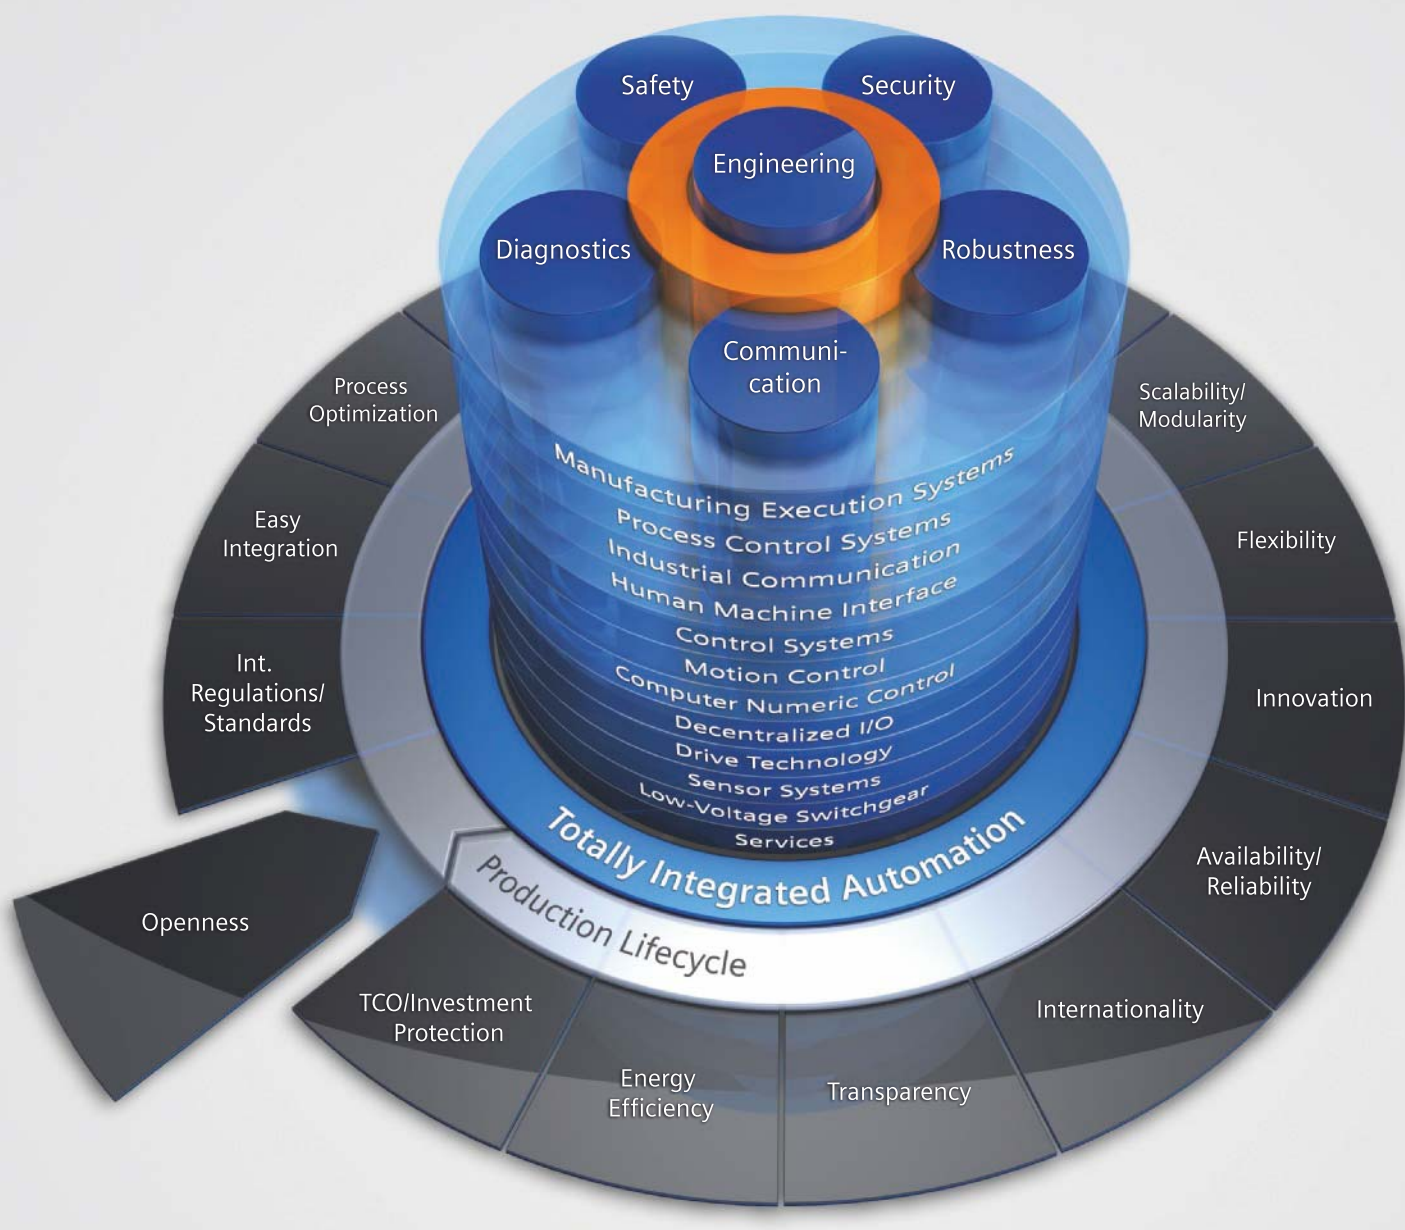 Safety
Security
Engineering
Diagnostics
Robustness
Communi-
cation
Manufacturing Execution Systems
Process Control Systems
Industrial Communication
Human Machine Interface
Control Systems
Motion Control
Computer Numeric Control
Decentralized I/O
Drive Technology
Sensor Systems
Low-Voltage Switchgear
Services
Totally Integrated Automation
Production Lifecycle
Process
Optimization
Easy
Integration
Int.
Regulations/
Standards
Openness
TCO/Investment
Protection
Energy
Efficiency
Transparency
Internationality
Availability/
Reliability
Innovation
Flexibility
Scalability/
Modularity